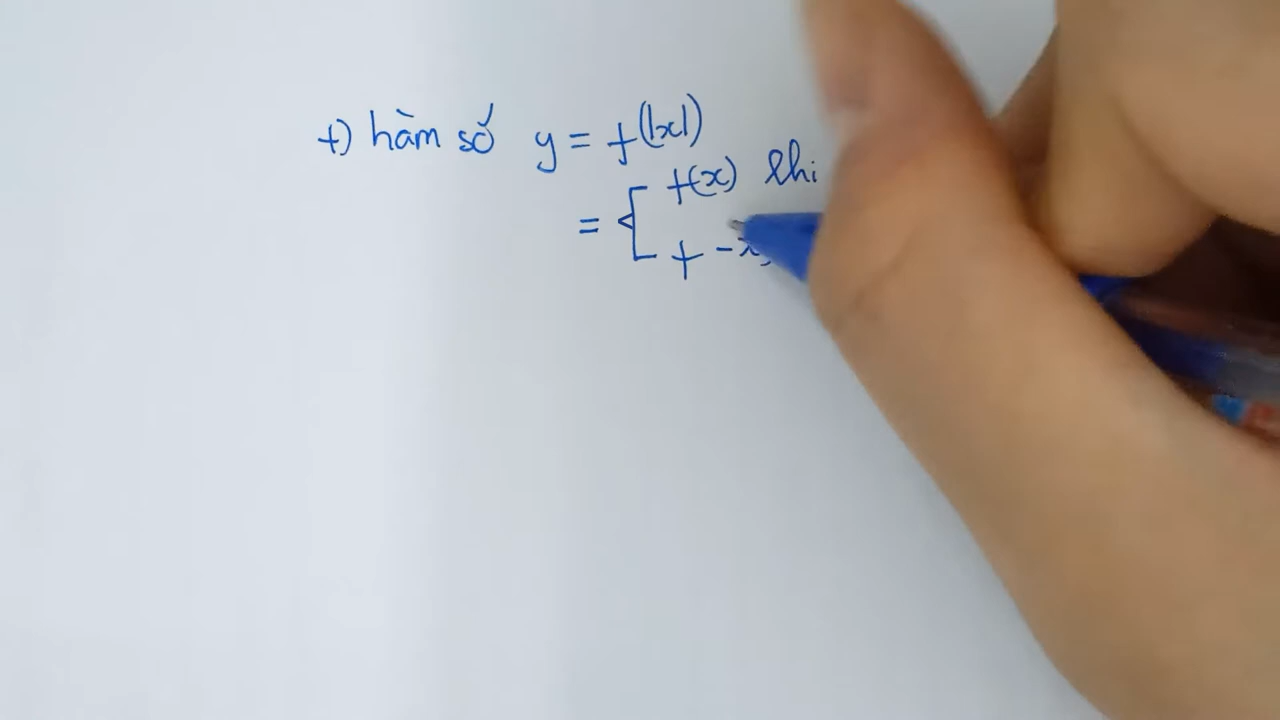 +) hàm số y = f(|x|)
= { f(x) khi
f -x